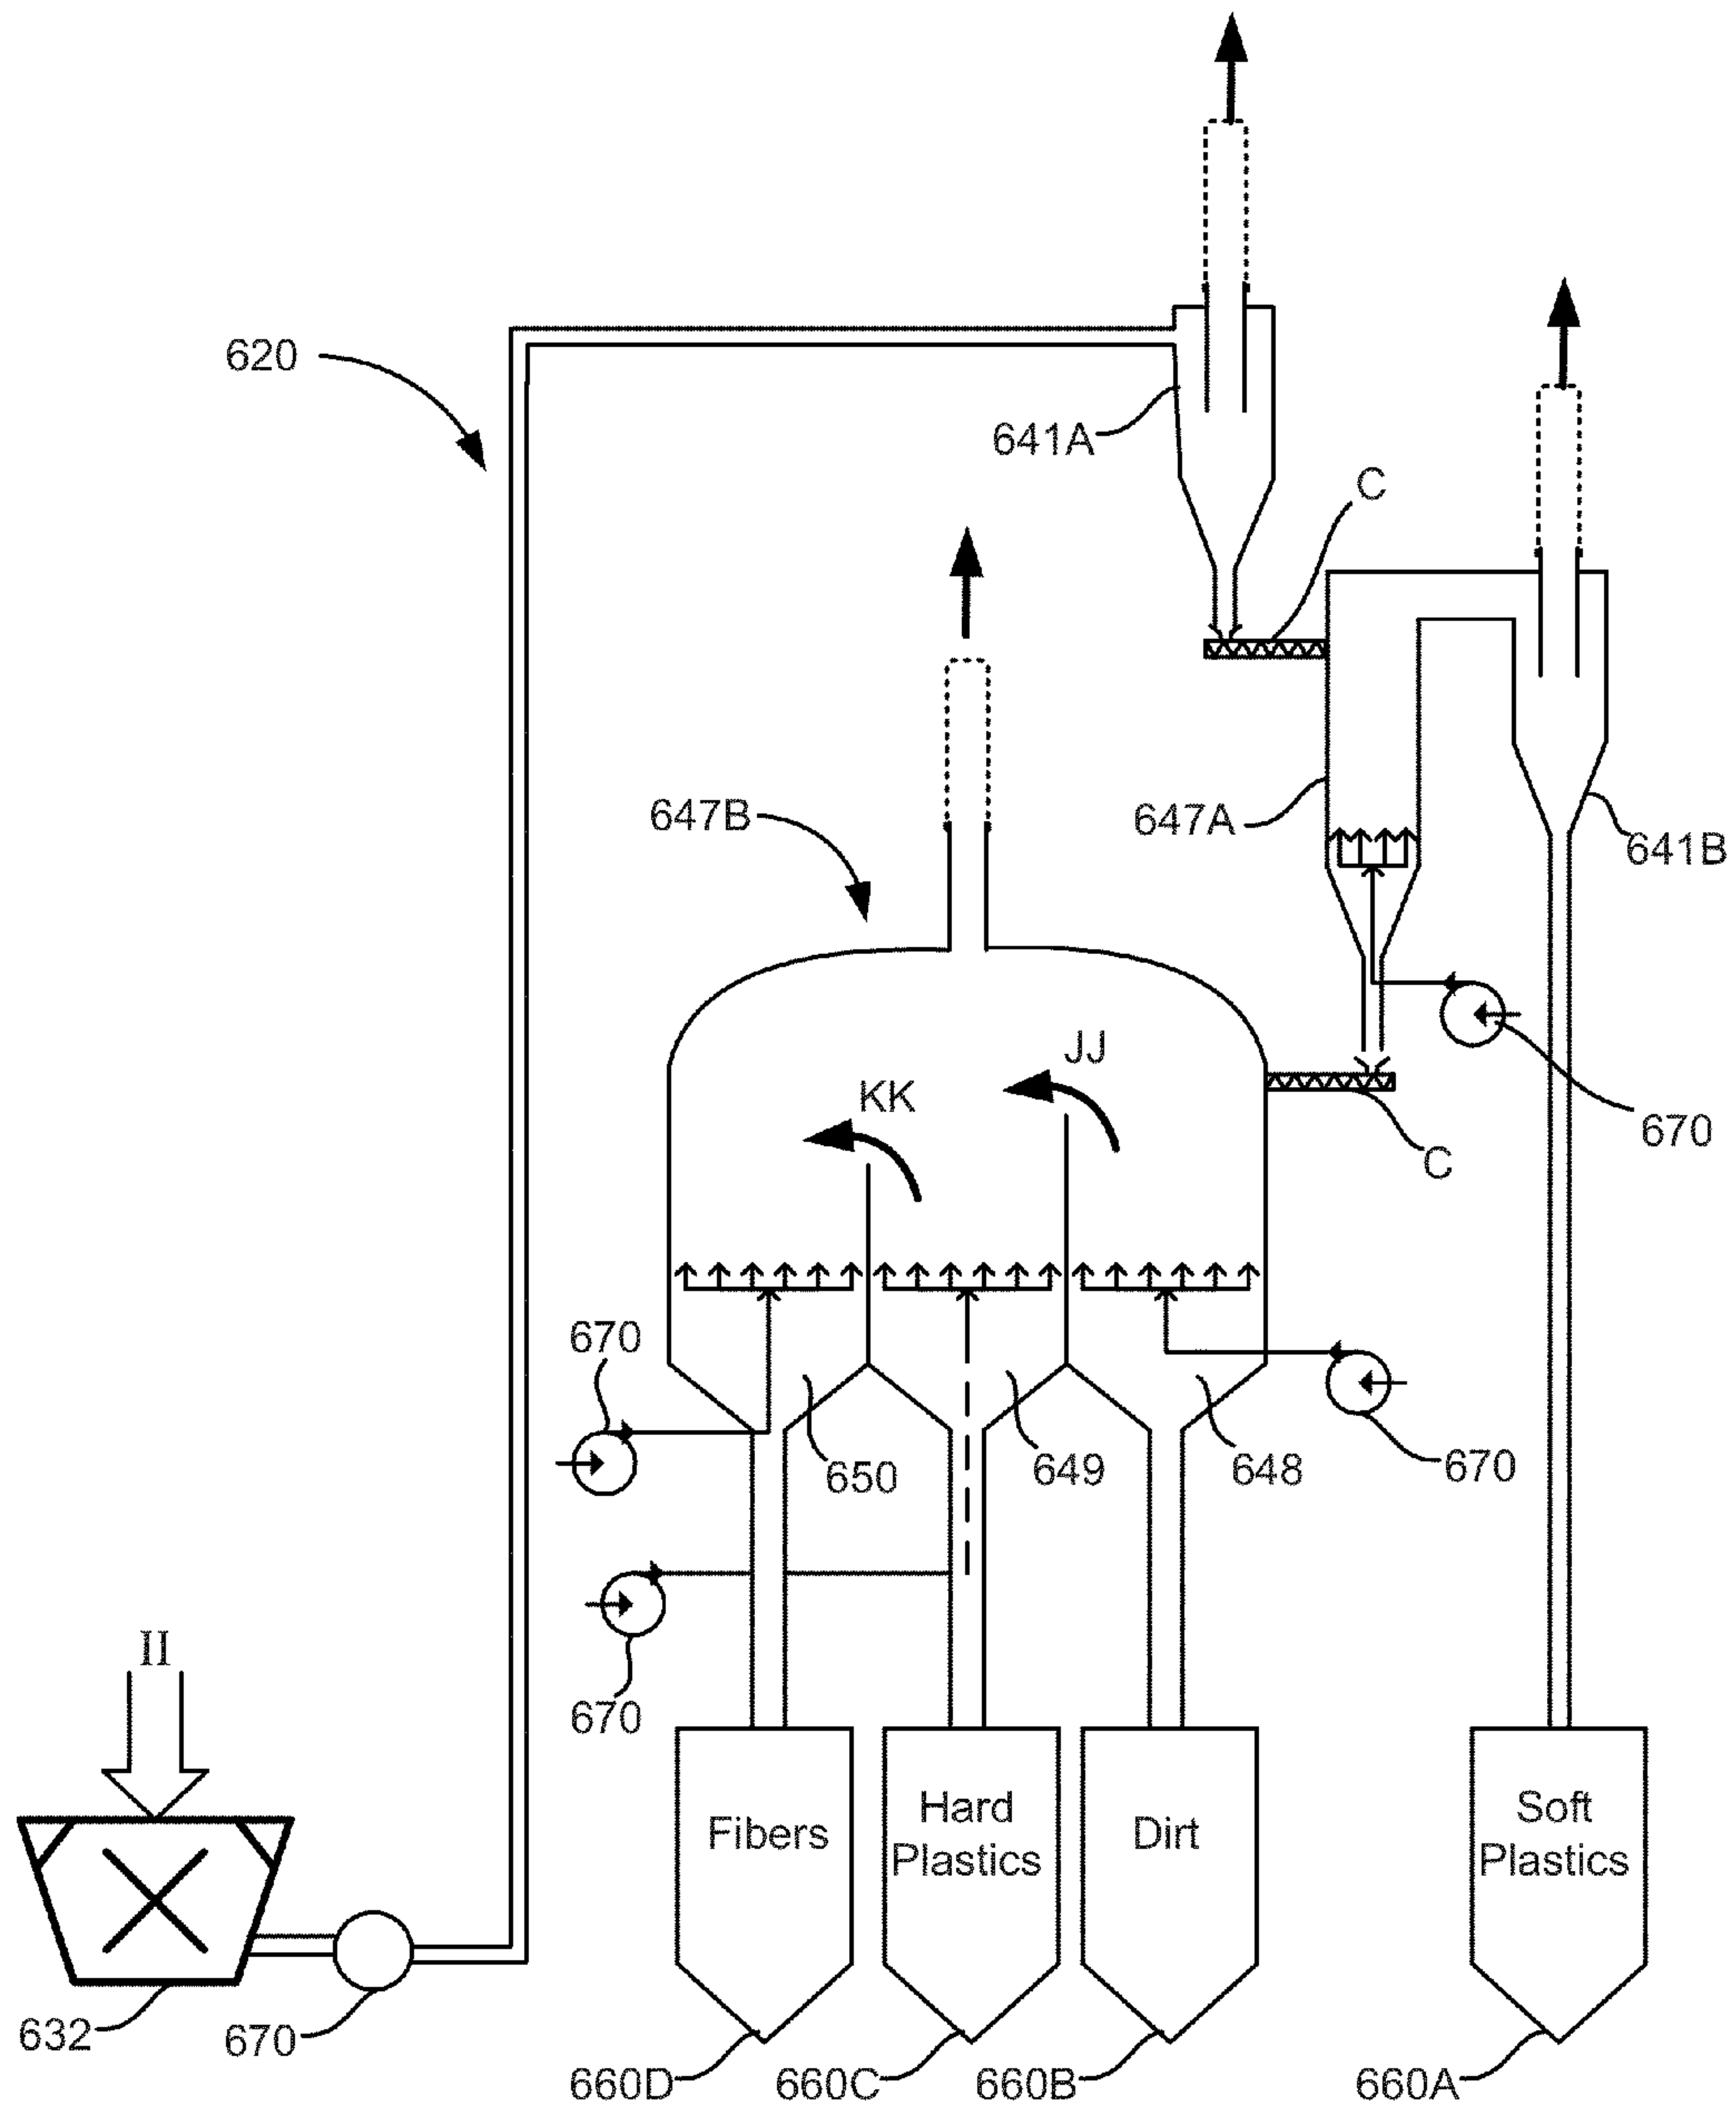 620
641A
C
647B
647A
641B
JJ
KK
670
C
670
650
649
648
670
670
II
Fibers
Hard
Plastics
Dirt
Soft
Plastics
632
670
660D
660C
660B
660A